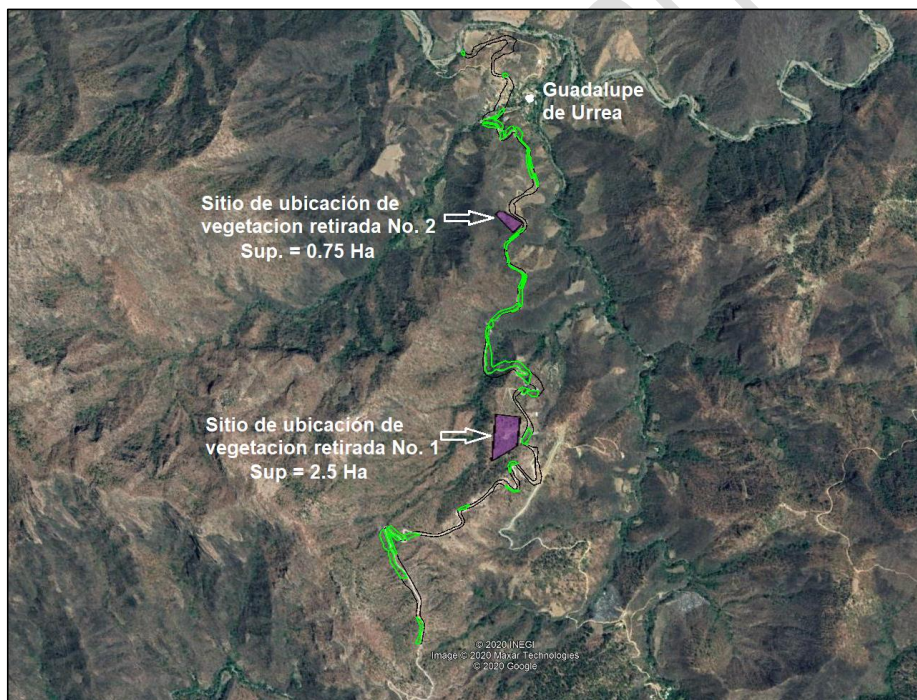 Guadalupe
de Urrea
Sitio de ubicación de
vegetacion retirada No. 2
Sup. = 0.75 Ha
Sitio de ubicación de
vegetacion retirada No. 1
Sup = 2.5 Ha
© 2020 INEGI
Image © 2020 Maxar Technologies
© 2020 Google